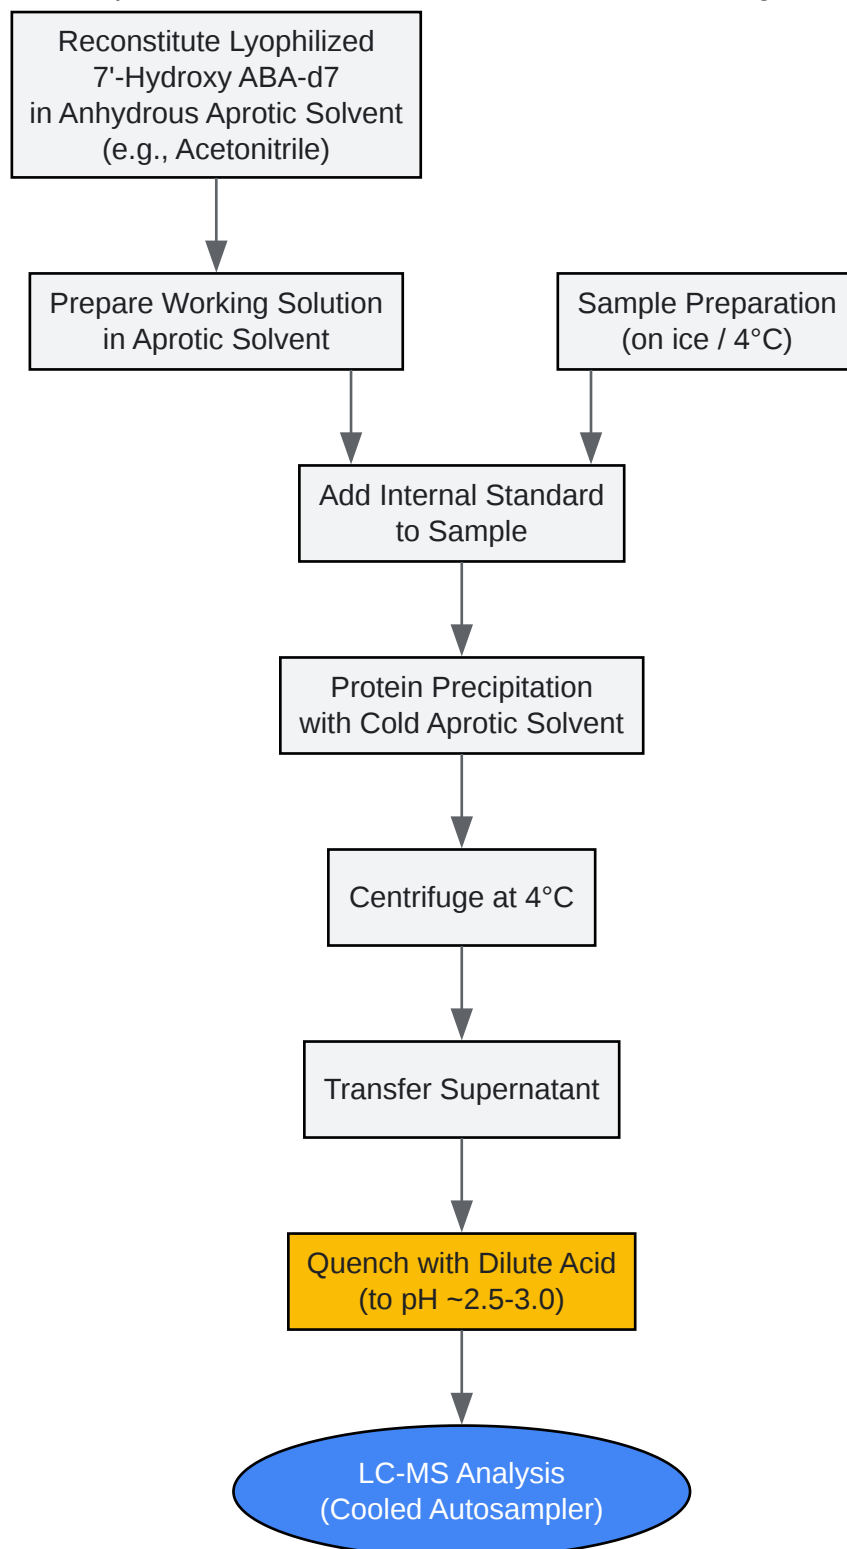 Reconstitute Lyophilized
7'-Hydroxy ABA-d7
in Anhydrous Aprotic Solvent
(e.g., Acetonitrile)
Prepare Working Solution
in Aprotic Solvent
Sample Preparation
(on ice / 4°C)
Add Internal Standard
to Sample
Protein Precipitation
with Cold Aprotic Solvent
Centrifuge at 4°C
Transfer Supernatant
Quench with Dilute Acid
(to pH ~2.5-3.0)
LC-MS Analysis
(Cooled Autosampler)